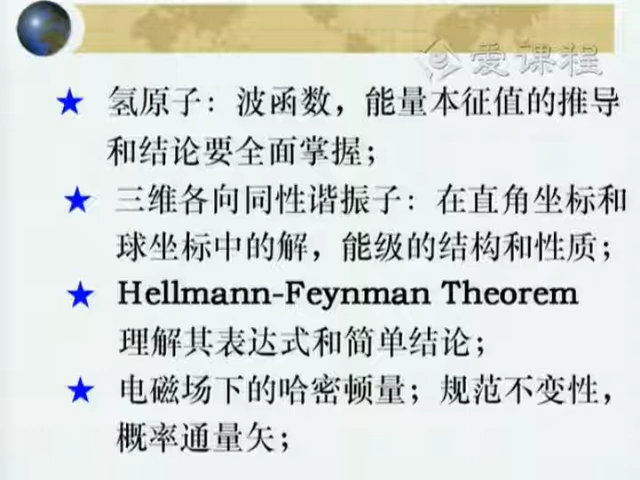 爱课程
氢原子：波函数，能量本征值的推导
和结论要全面掌握；
三维各向同性谐振子：在直角坐标和
球坐标中的解，能级的结构和性质；
Hellmann-Feynman Theorem
理解其表达式和简单结论；
电磁场下的哈密顿量；规范不变性，
概率通量矢；